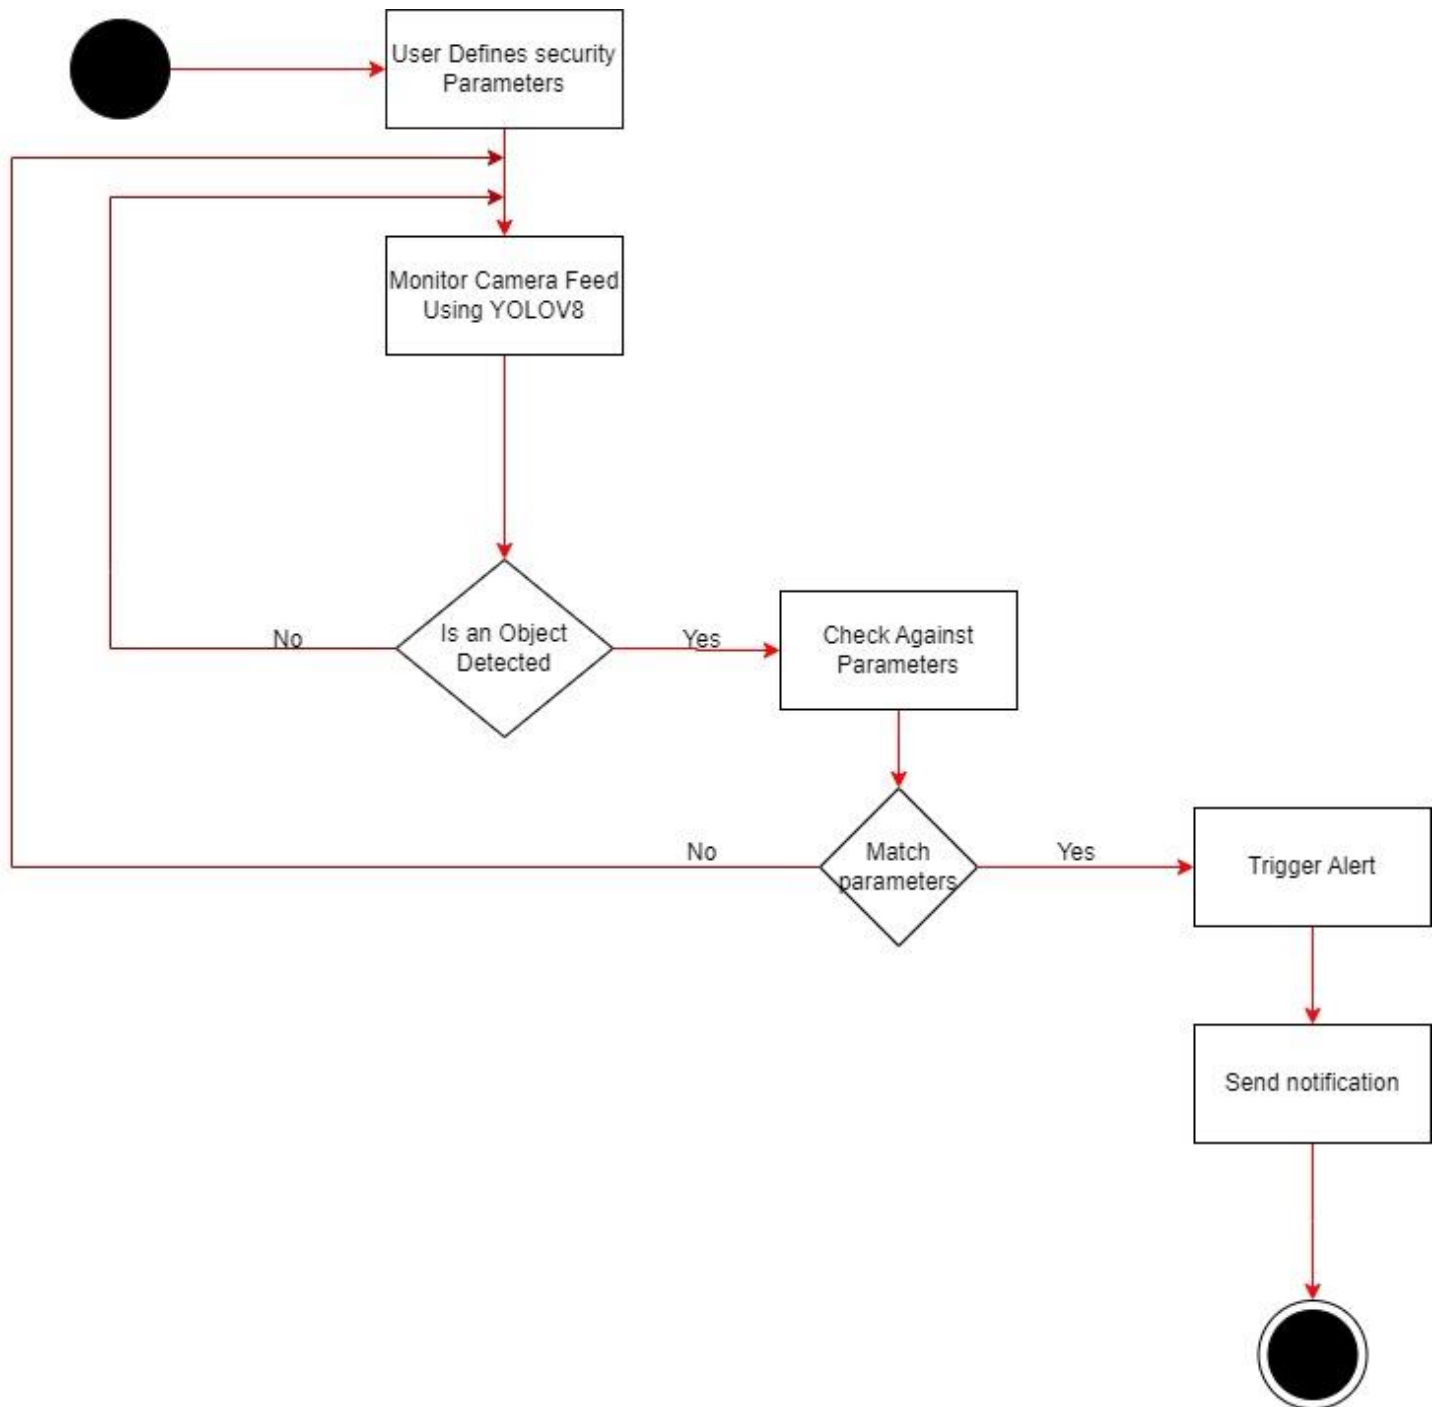 User Defines security
Parameters
Monitor Camera Feed
Using YOLOV8
Is an Object
Detected
No
Yes
Check Against
Parameters
Match
parameters
No
Yes
Trigger Alert
Send notification